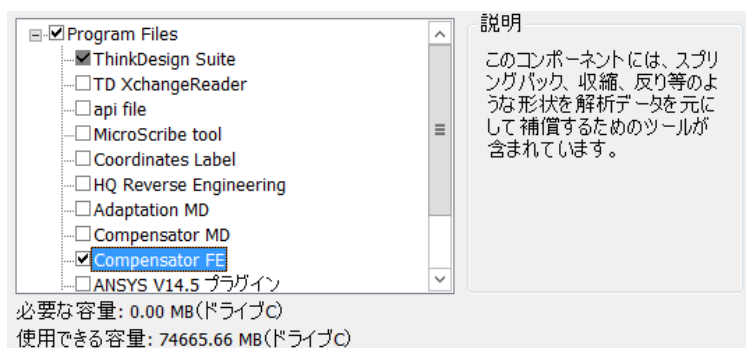 Program Files
ThinkDesign Suite
TD XchangeReader
api file
MicroScribe tool
Coordinates Label
HQ Reverse Engineering
Adaptation MD
Compensator MD
Compensator FE
ANSYS V14.5 プラグイン
説明
このコンポーネントには、スプリ
ングバック、収縮、反り等のよ
うな形状を解析データを元に
して補償するためのツールが
含まれています。
必要な容量: 0.00 MB(ドライブC)
使用できる容量: 74665.66 MB(ドライブC)